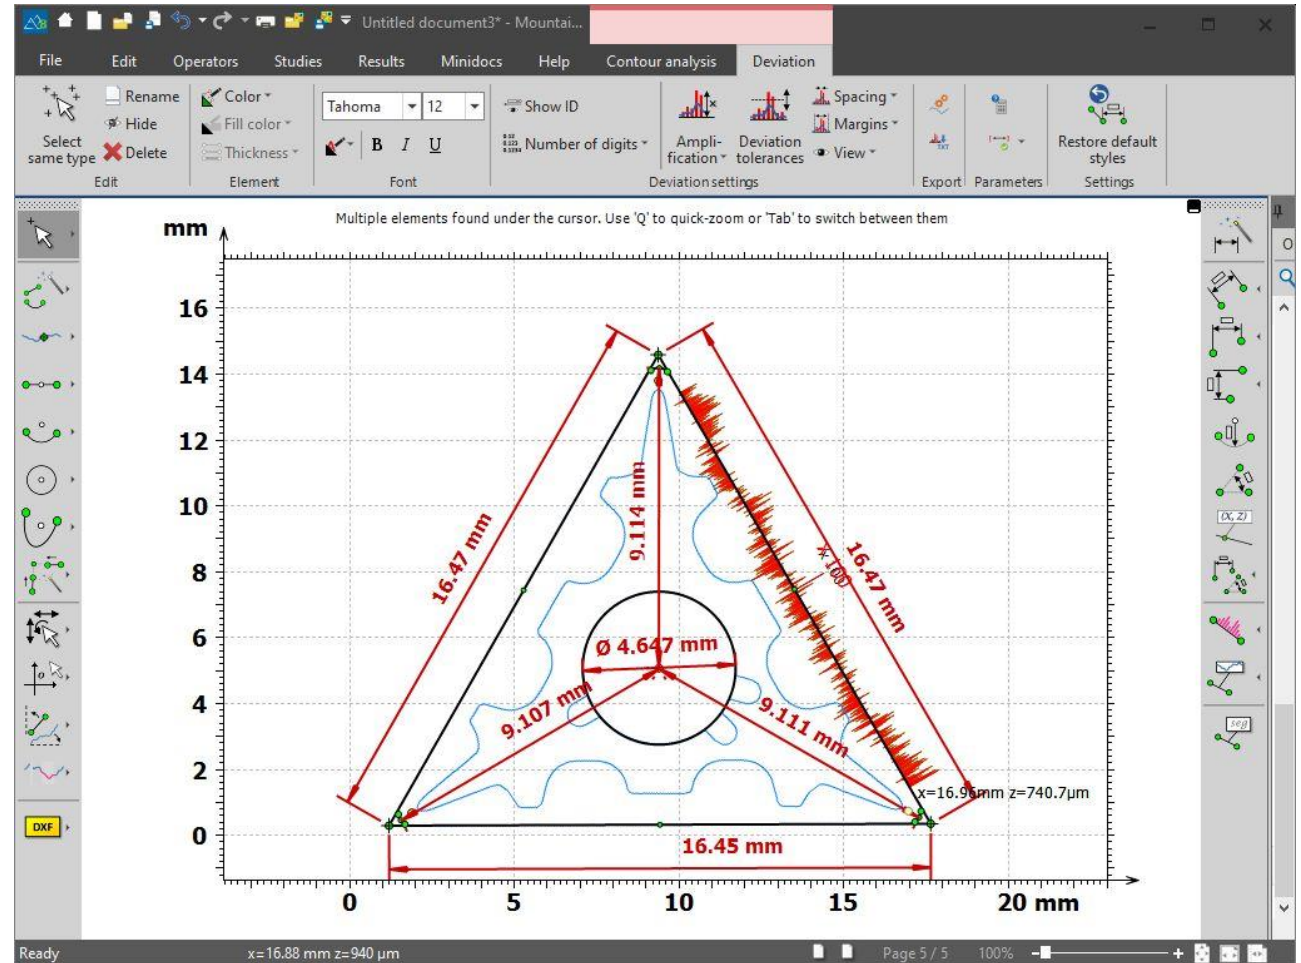 Untitled document3* - Mountai...
File Edit Operators Studies Results Minidocs Help Contour analysis Deviation
Select same type
Rename
Hide
Delete
Edit
Color
Fill color
Thickness
Element
Tahoma 12
B I U
Font
Show ID
Number of digits
Ampli-
fication
Deviation
tolerances
Spacing
Margins
View
Deviation settings
TXT
Export
Parameters
Restore default
styles
Settings
Multiple elements found under the cursor. Use 'Q' to quick-zoom or 'Tab' to switch between them
mm
16
14
12
10
8
6
4
2
0
16.47 mm
9.114 mm
x 100
16.47 mm
Ø 4.647 mm
9.107 mm
9.111 mm
x=16.96mm z=740.7µm
16.45 mm
0 5 10 15 20 mm
DXF
(X, Z)
seg
O
Ready x=16.88 mm z=940 µm Page 5 / 5 100%